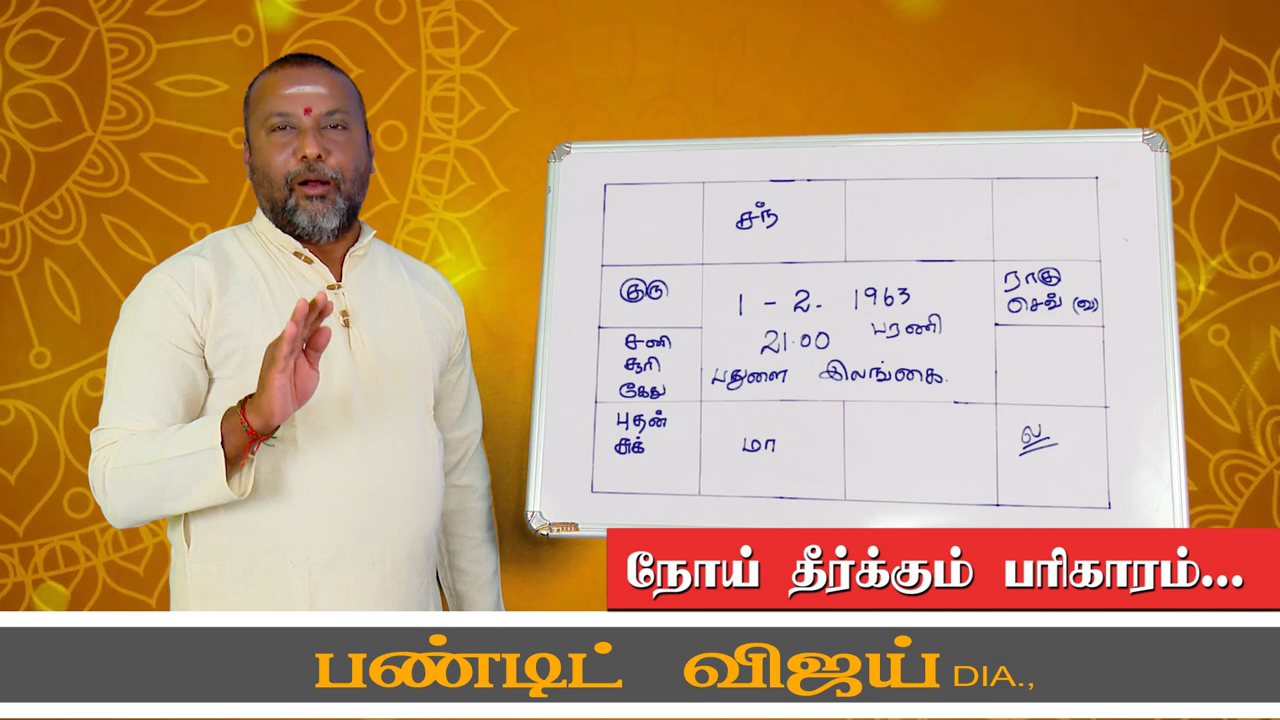 சந்
குரு
ராகு
செவ் (வ)
1 - 2. 1963
21.00 பரணி
பதுளை இலங்கை.
சனி
சூரி
கேது
புதன்
சுக்
மா
ல
நோய் தீர்க்கும் பரிகாரம்...
பண்டிட் விஜய் DIA.,